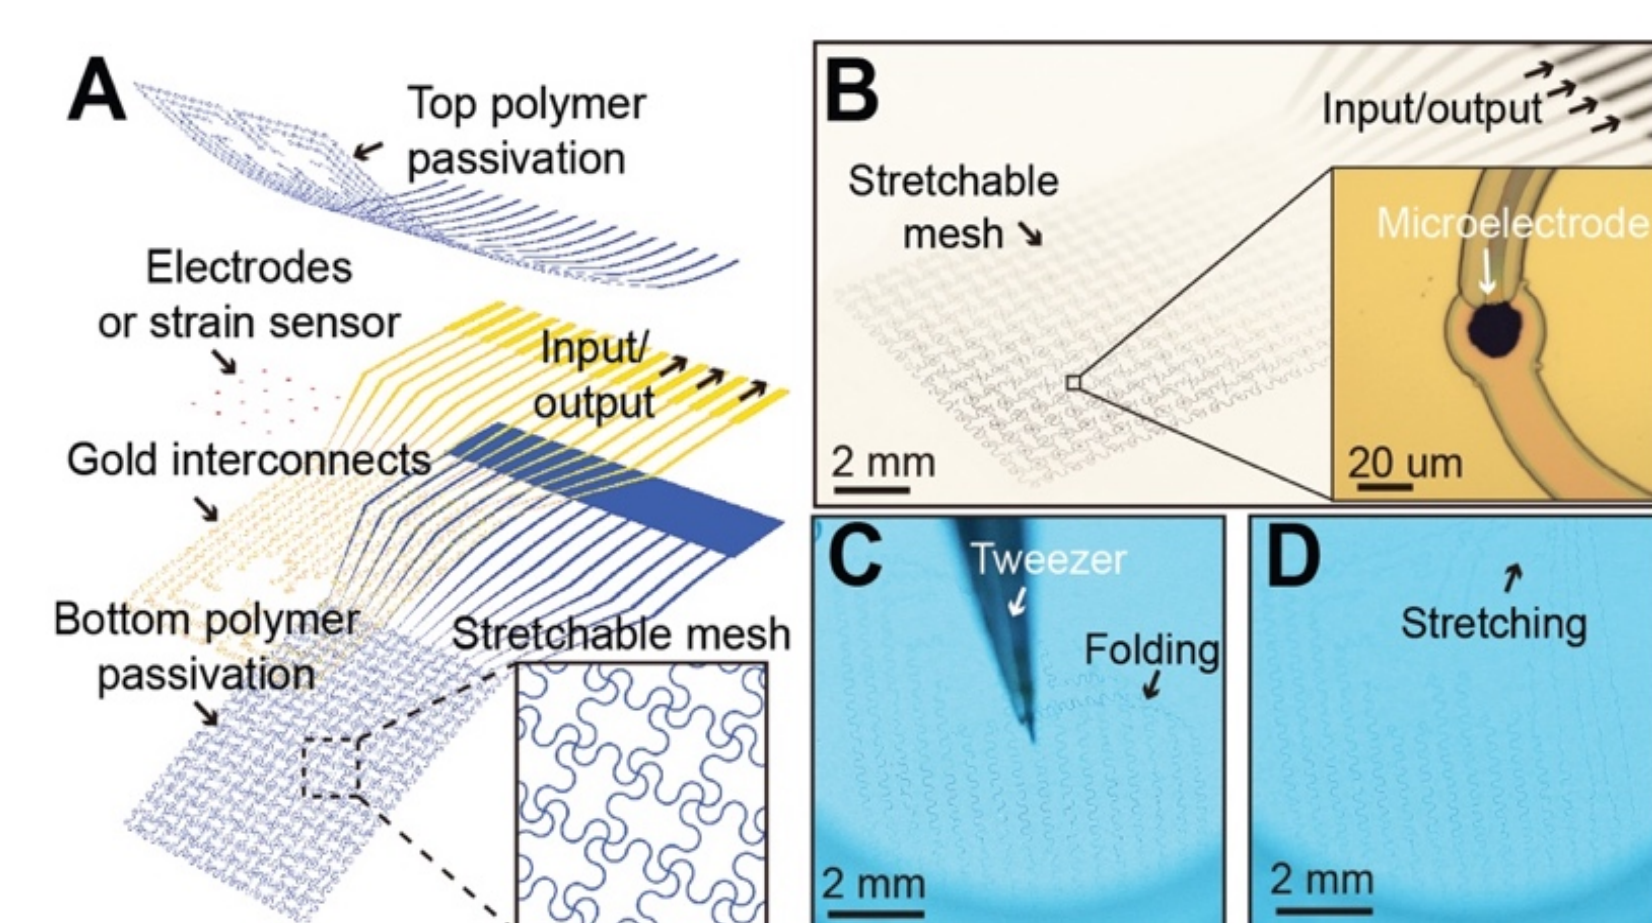 A
Top polymer
passivation
Electrodes
or strain sensor
Input/
output
Gold interconnects
Bottom polymer
passivation
Stretchable mesh
B
Input/output
Stretchable
mesh
Microelectrode
2 mm
20 um
C
Tweezer
Folding
2 mm
D
Stretching
2 mm